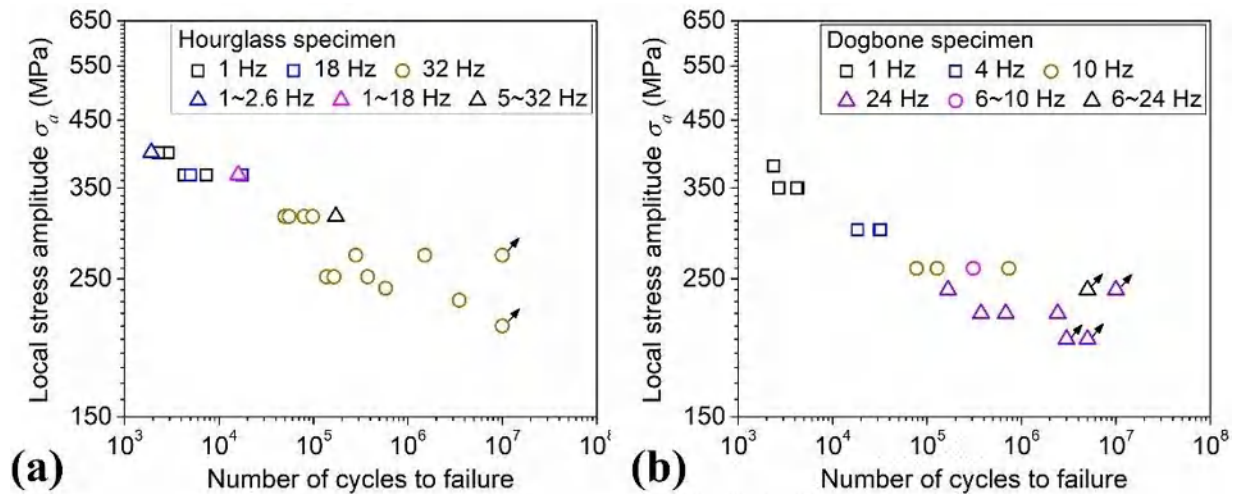 650
550
450
350
250
150
Local stress amplitude σₐ (MPa)
Hourglass specimen
1 Hz 18 Hz 32 Hz
1~2.6 Hz 1~18 Hz 5~32 Hz
10³ 10⁴ 10⁵ 10⁶ 10⁷ 10⁸
Number of cycles to failure
(a)
650
550
450
350
250
150
Local stress amplitude σₐ (MPa)
Dogbone specimen
1 Hz 4 Hz 10 Hz
24 Hz 6~10 Hz 6~24 Hz
10³ 10⁴ 10⁵ 10⁶ 10⁷ 10⁸
Number of cycles to failure
(b)